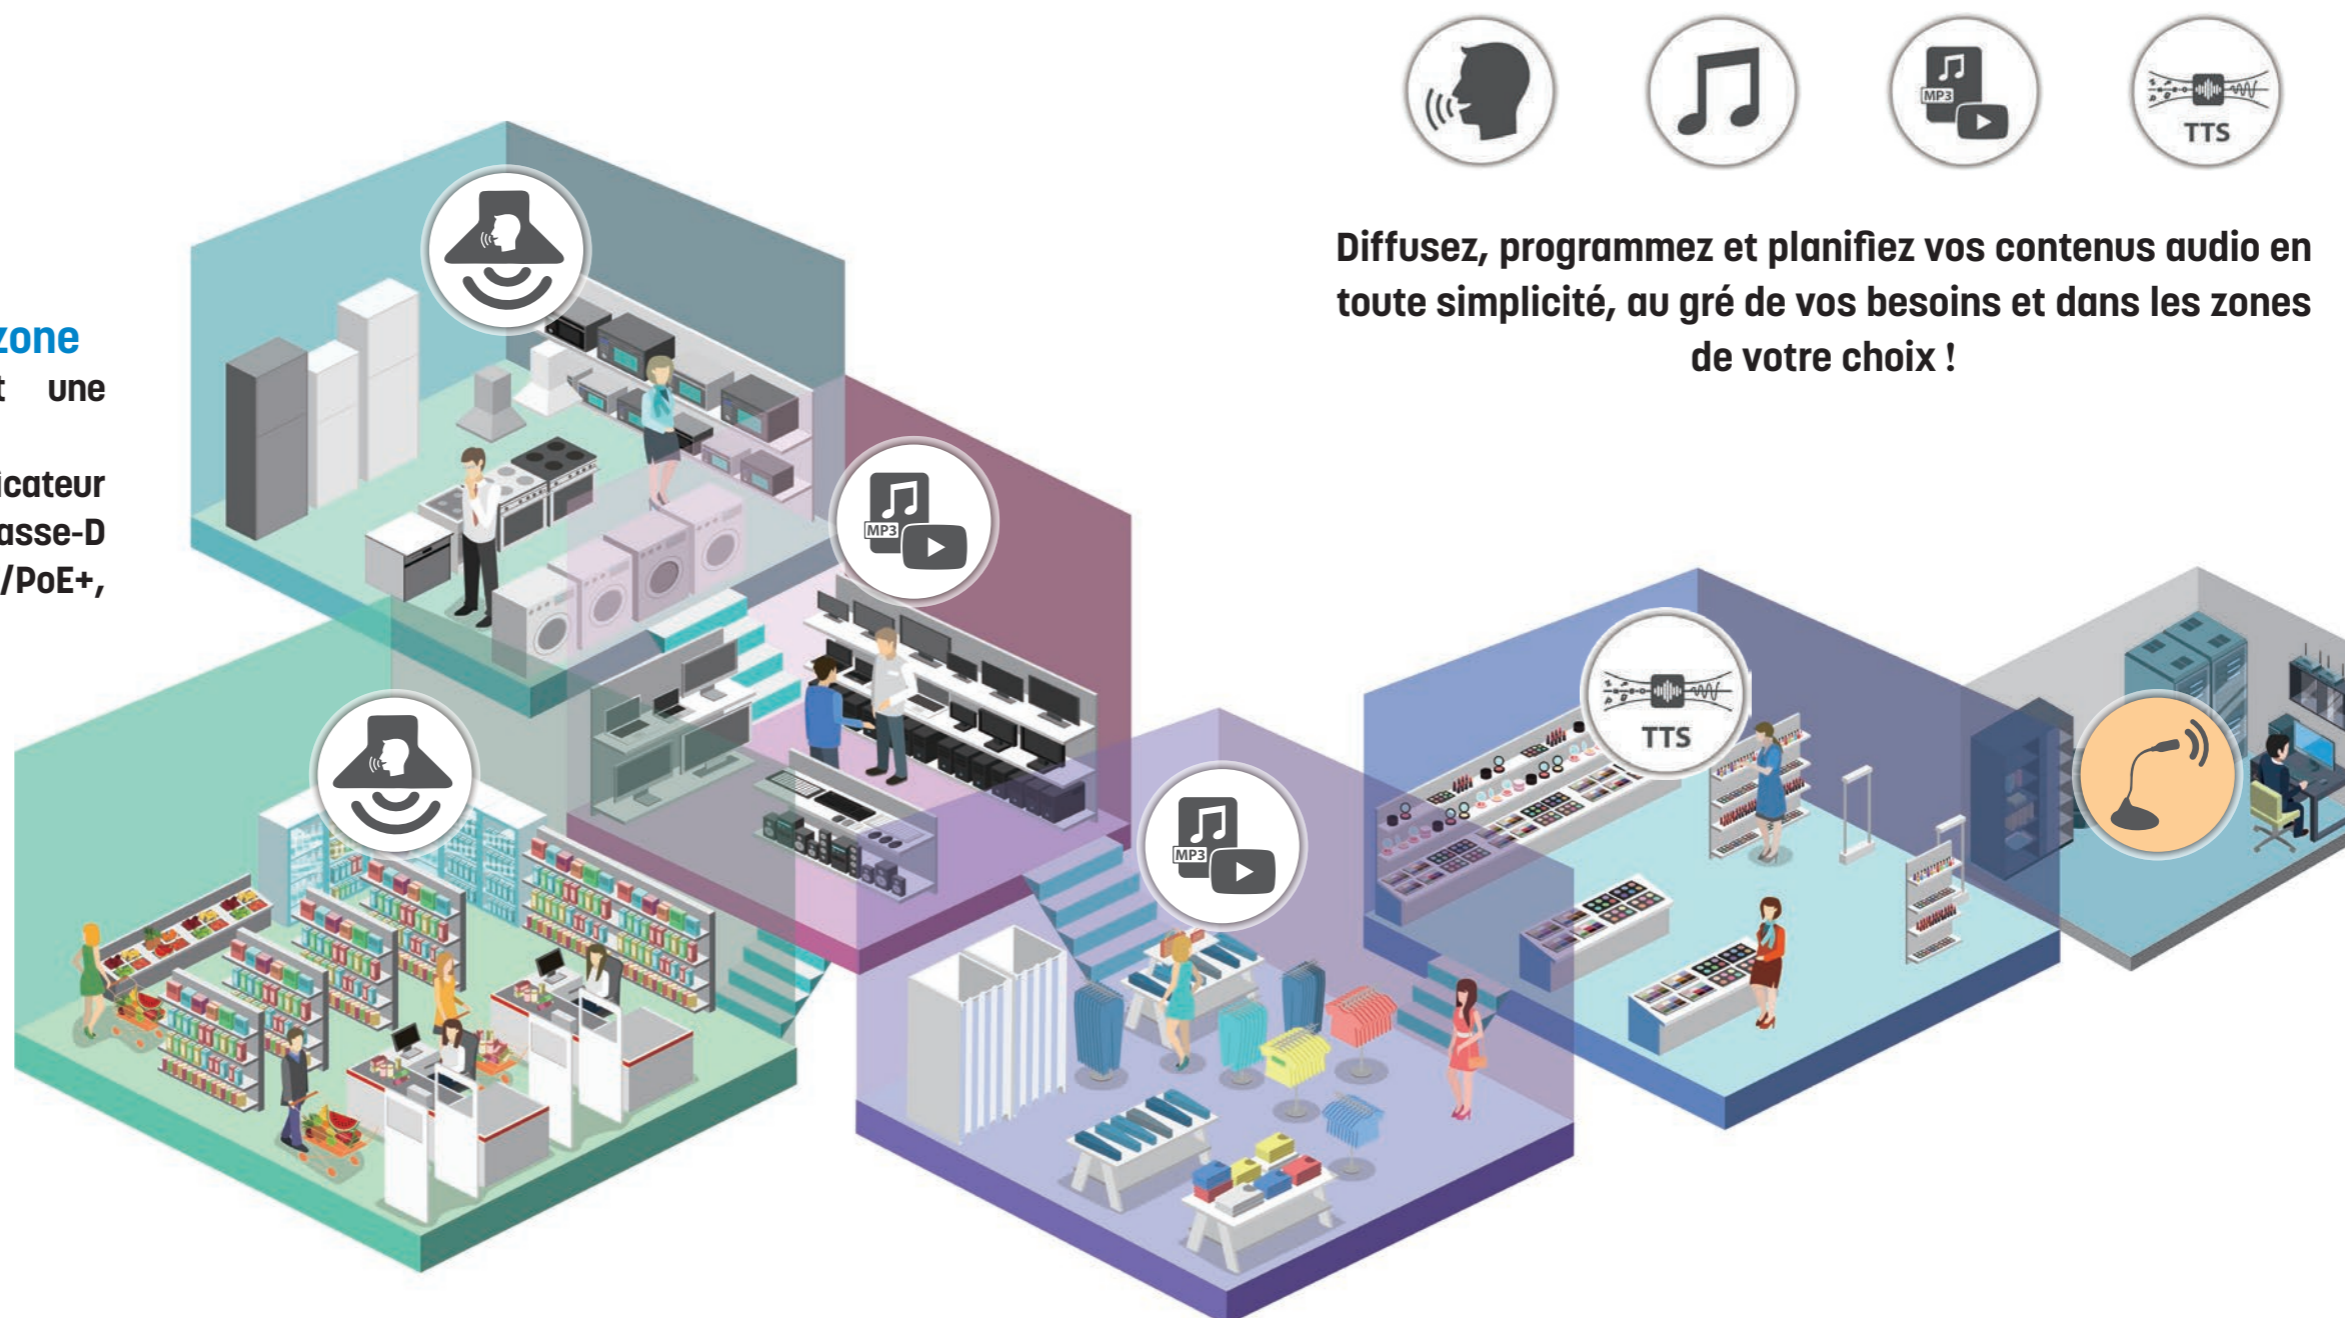 MP3
TTS
Diffusez, programmez et planifiez vos contenus audio en
toute simplicité, au gré de vos besoins et dans les zones
de votre choix !
zone
t une
icateur
asse-D
/PoE+,
MP3
TTS
MP3